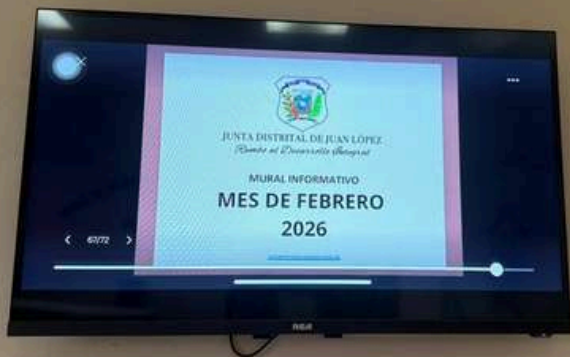 JUNTA DISTRITAL DE JUAN LÓPEZ
Rumbo al Desarrollo Integral
MURAL INFORMATIVO
MES DE FEBRERO
2026
67/72
RCA